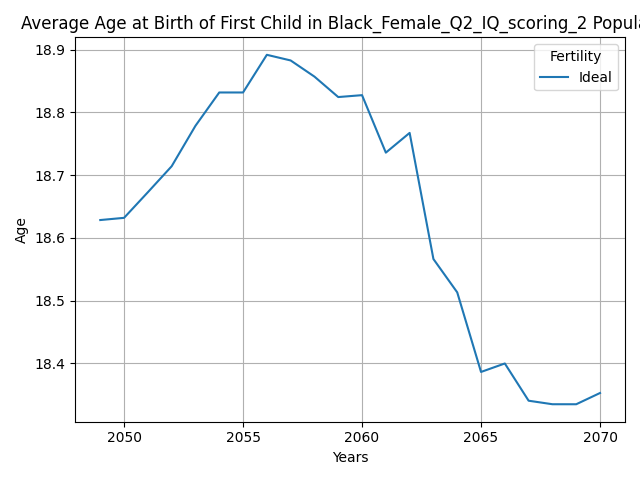 Average Age at Birth of First Child in Black_Female_Q2_IQ_scoring_2
Fertility
Ideal
18.9
18.8
18.7
18.6
18.5
18.4
Age
2050 2055 2060 2065 2070
Years